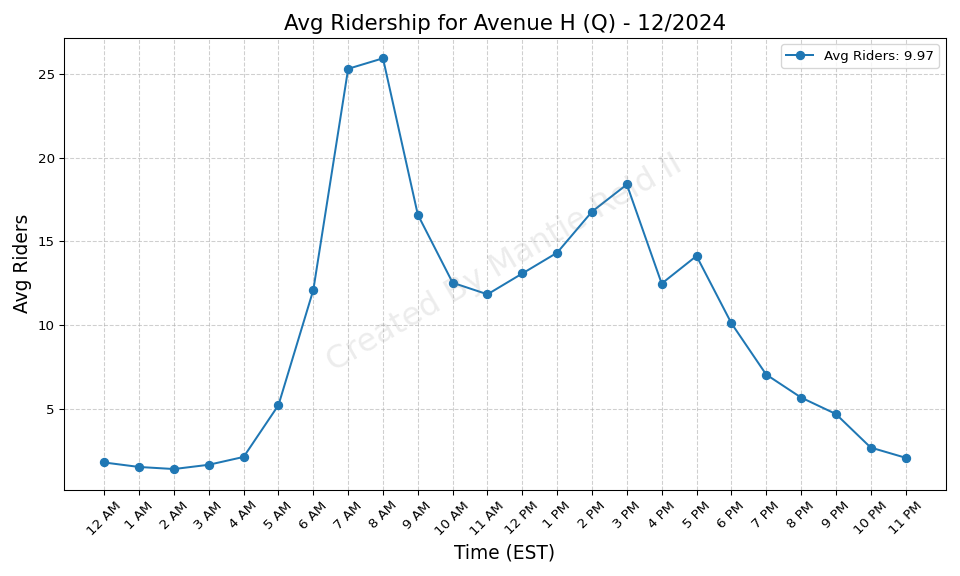 Avg Ridership for Avenue H (Q) - 12/2024
Avg Riders: 9.97
Avg Riders
25
20
15
10
5
Created By Mantie Reid II
12 AM
1 AM
2 AM
3 AM
4 AM
5 AM
6 AM
7 AM
8 AM
9 AM
10 AM
11 AM
12 PM
1 PM
2 PM
3 PM
4 PM
5 PM
6 PM
7 PM
8 PM
9 PM
10 PM
11 PM
Time (EST)